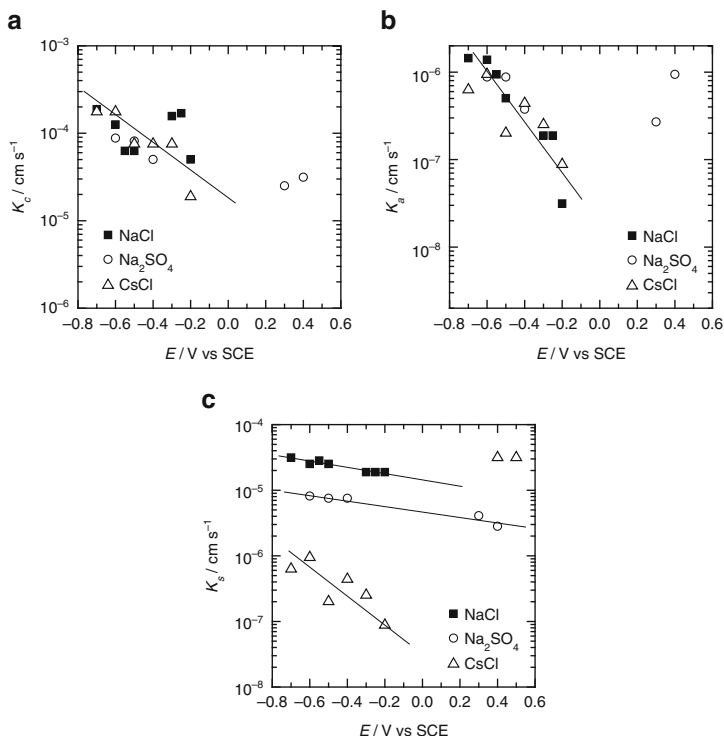 a
10⁻³
10⁻⁴
10⁻⁵
10⁻⁶
K_c / cm s⁻¹
NaCl
Na₂SO₄
CsCl
−0.8 −0.6 −0.4 −0.2 0.0 0.2 0.4 0.6
E / V vs SCE
b
10⁻⁶
10⁻⁷
10⁻⁸
K_a / cm s⁻¹
NaCl
Na₂SO₄
CsCl
−0.8 −0.6 −0.4 −0.2 0.0 0.2 0.4 0.6
E / V vs SCE
c
10⁻⁴
10⁻⁵
10⁻⁶
10⁻⁷
10⁻⁸
K_s / cm s⁻¹
NaCl
Na₂SO₄
CsCl
−0.8 −0.6 −0.4 −0.2 0.0 0.2 0.4 0.6
E / V vs SCE